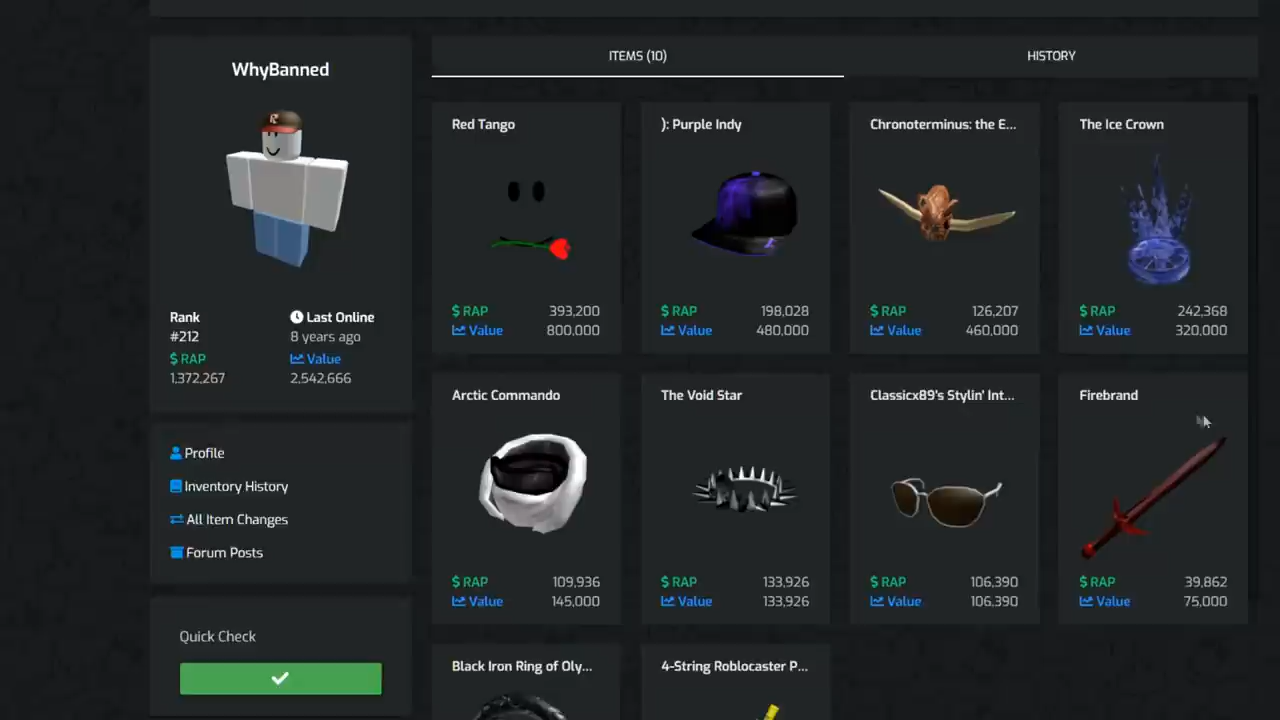 WhyBanned
Rank
#212
Last Online
8 years ago
$ RAP
1,372,267
Value
2,542,666
Profile
Inventory History
All Item Changes
Forum Posts
Quick Check
ITEMS (10)
HISTORY
Red Tango
$ RAP 393,200
Value 800,000
): Purple Indy
$ RAP 198,028
Value 480,000
Chronoterminus: the E...
$ RAP 126,207
Value 460,000
The Ice Crown
$ RAP 242,368
Value 320,000
Arctic Commando
$ RAP 109,936
Value 145,000
The Void Star
$ RAP 133,926
Value 133,926
Classicx89's Stylin' Int...
$ RAP 106,390
Value 106,390
Firebrand
$ RAP 39,862
Value 75,000
Black Iron Ring of Oly...
4-String Roblocaster P...